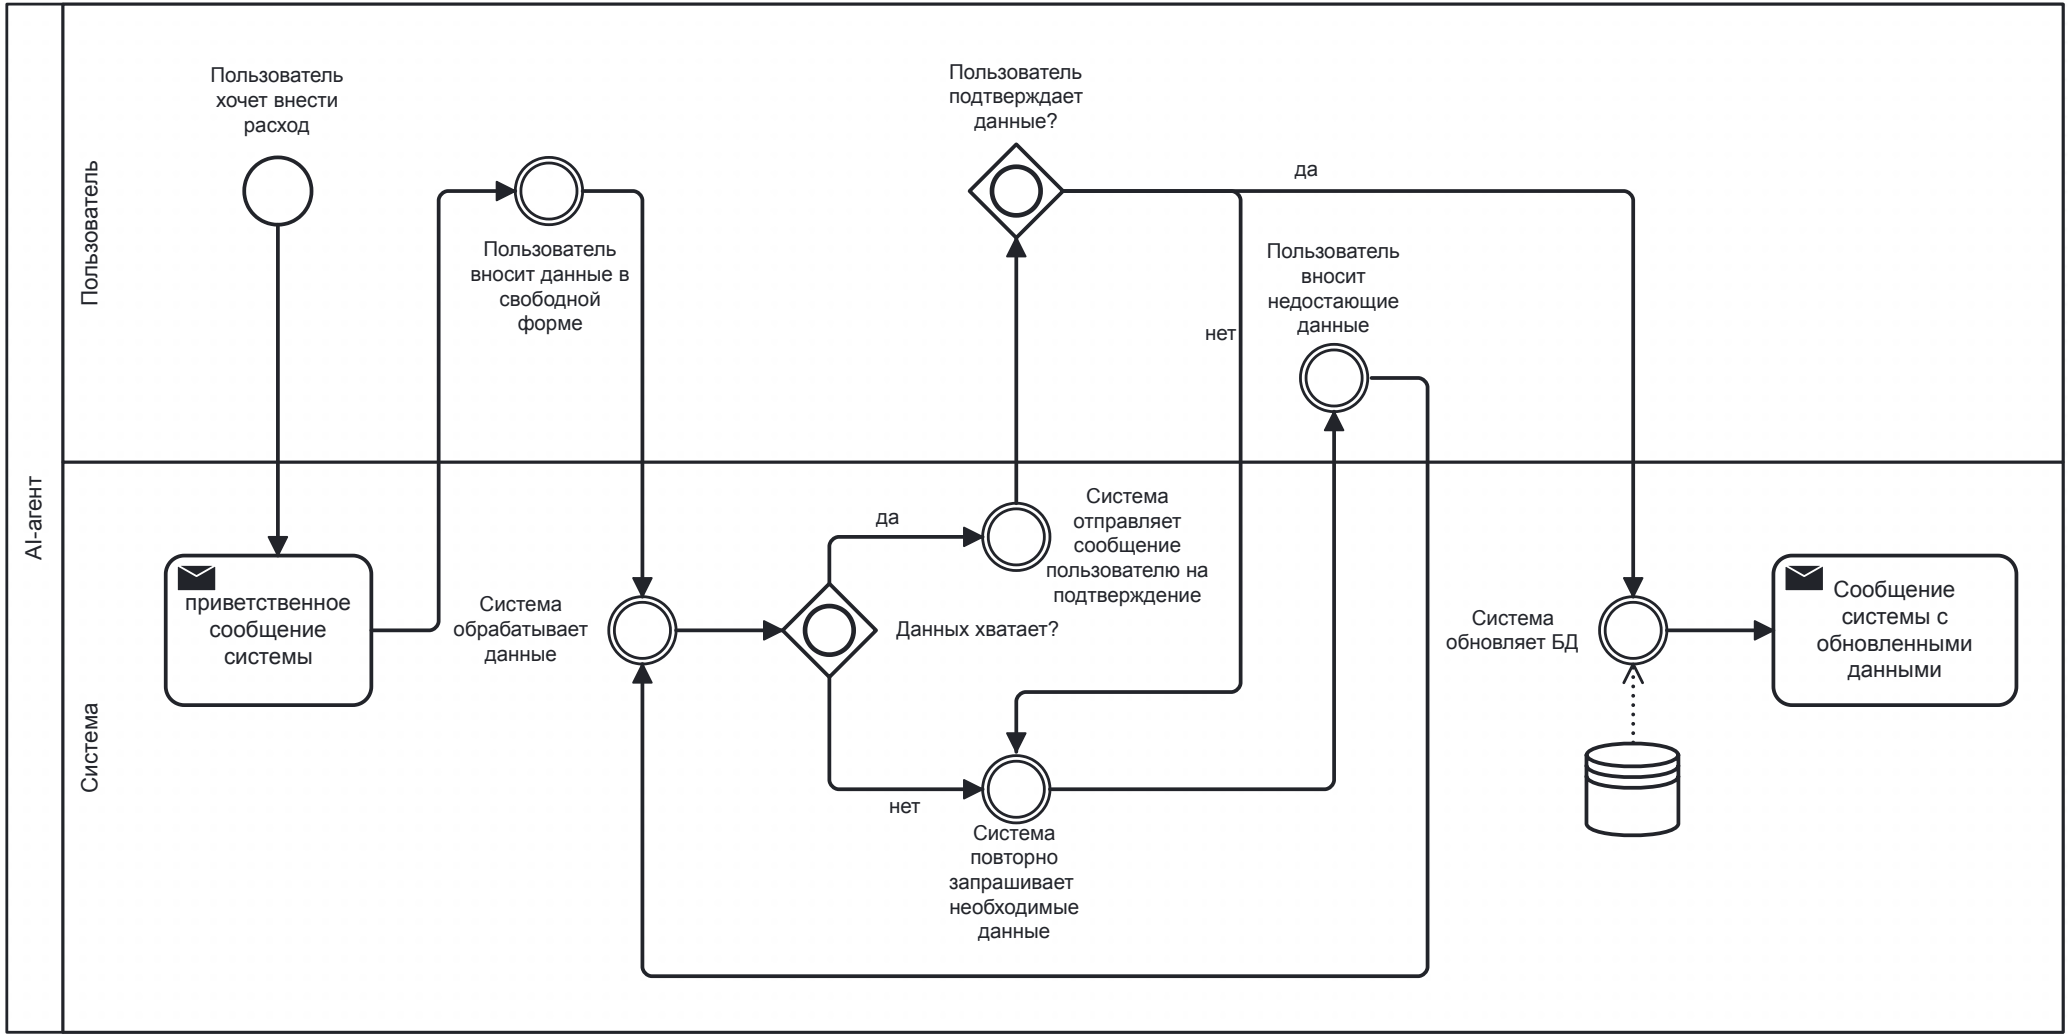 AI-агент
Пользователь
Система
Пользователь
хочет внести
расход
Пользователь
вносит данные в
свободной
форме
Пользователь
подтверждает
данные?
да
нет
Пользователь
вносит
недостающие
данные
приветственное
сообщение
системы
Система
обрабатывает
данные
Данных хватает?
да
нет
Система
отправляет
сообщение
пользователю на
подтверждение
Система
повторно
запрашивает
необходимые
данные
Система
обновляет БД
Сообщение
системы с
обновленными
данными